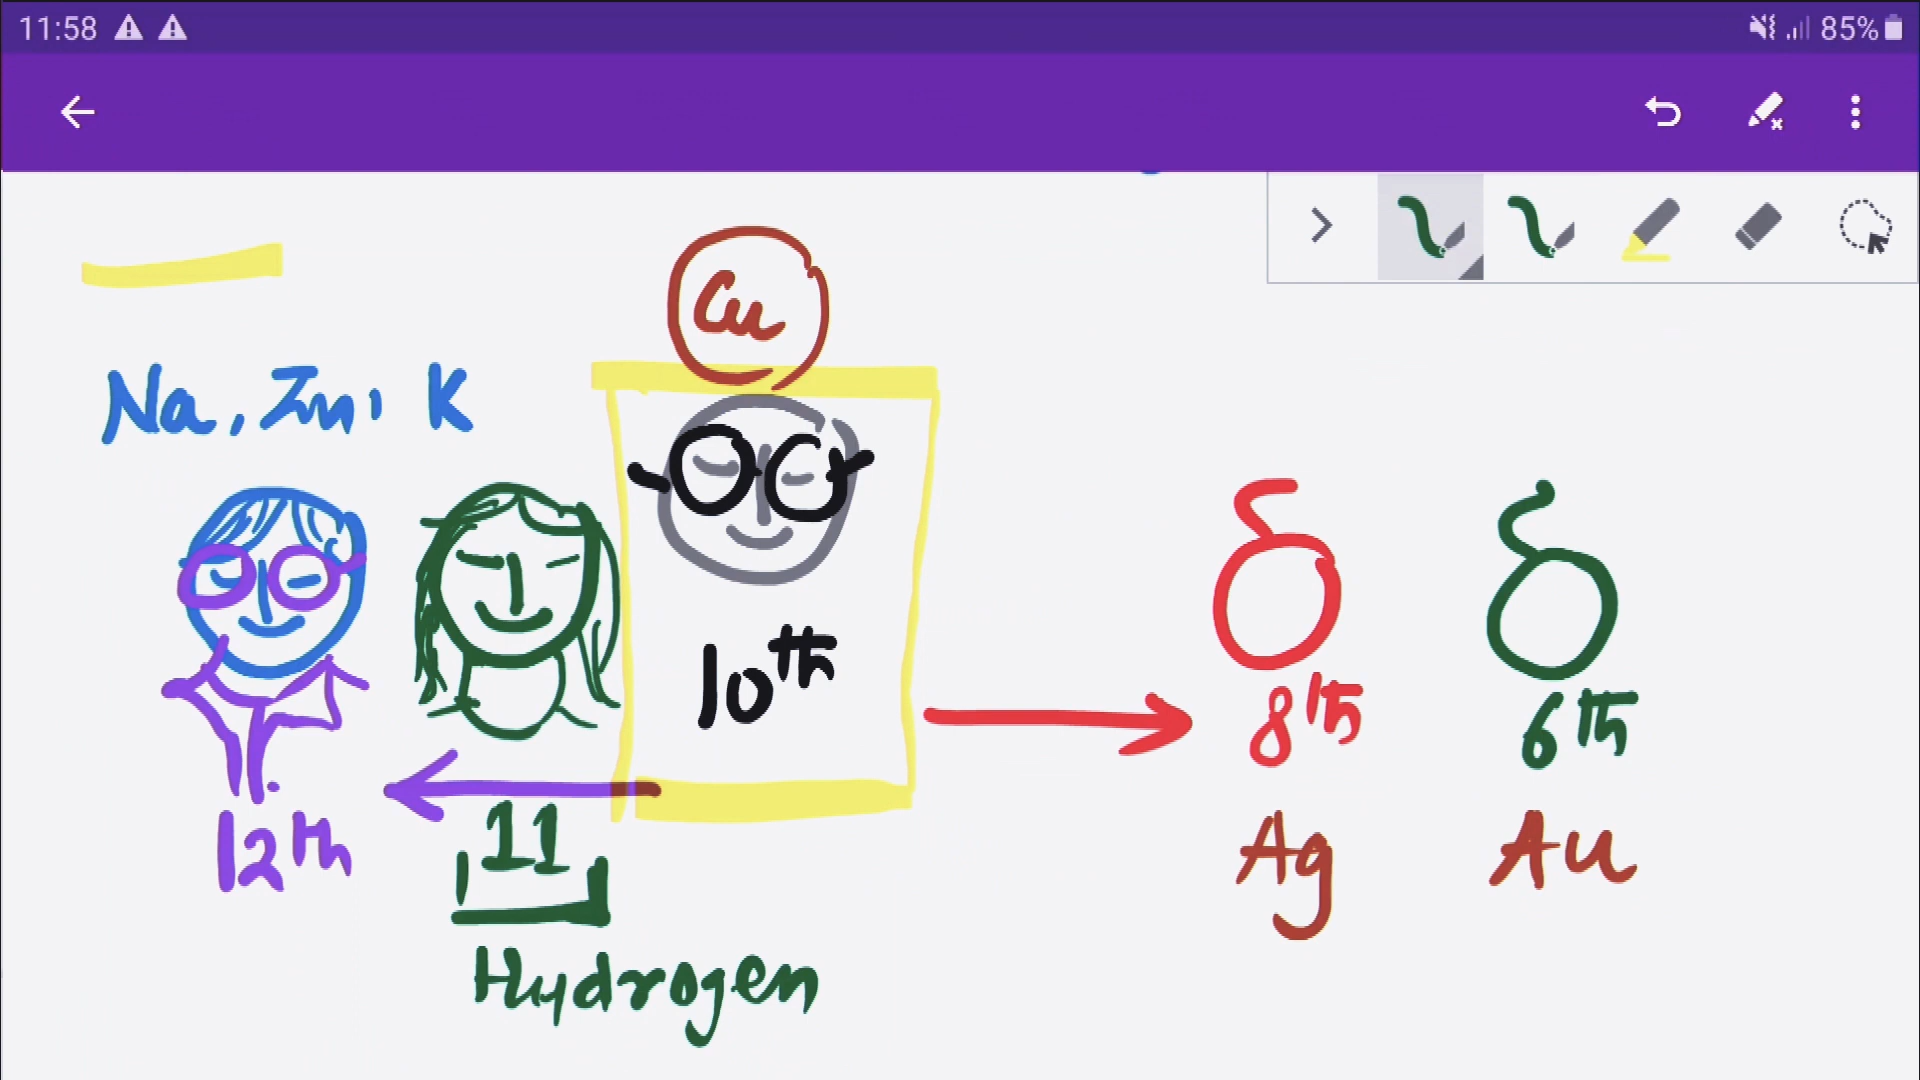 11:58
85%
Cu
Na, Zn, K
10th
8th
6th
12th
11
Ag
Au
Hydrogen